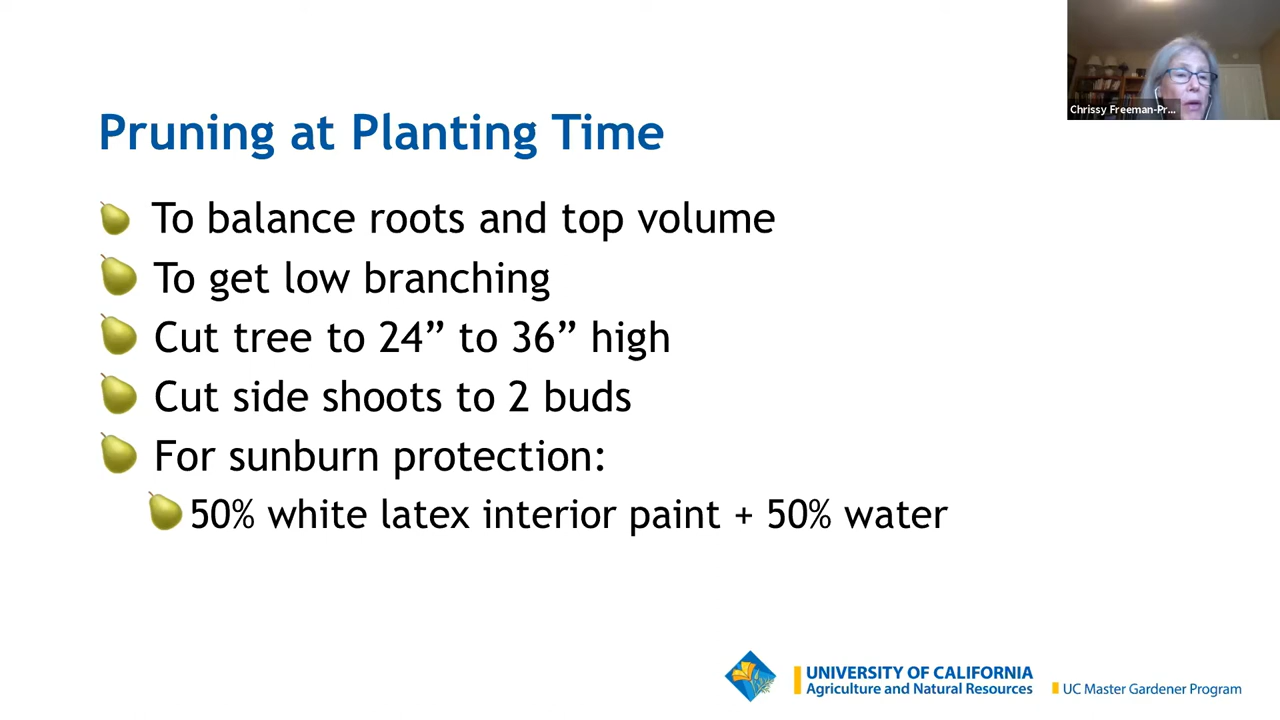 Chrissy Freeman-Pr...
Pruning at Planting Time
To balance roots and top volume
To get low branching
Cut tree to 24” to 36” high
Cut side shoots to 2 buds
For sunburn protection:
50% white latex interior paint + 50% water
UNIVERSITY OF CALIFORNIA
Agriculture and Natural Resources
UC Master Gardener Program